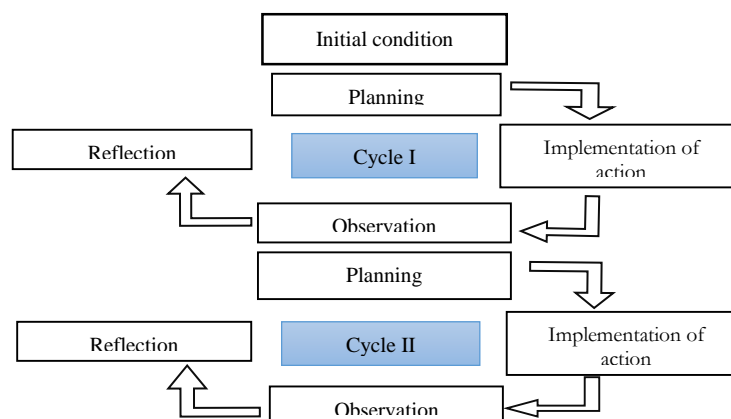 Initial condition
Planning
Reflection
Cycle I
Implementation of
action
Observation
Planning
Reflection
Cycle II
Implementation of
action
Observation